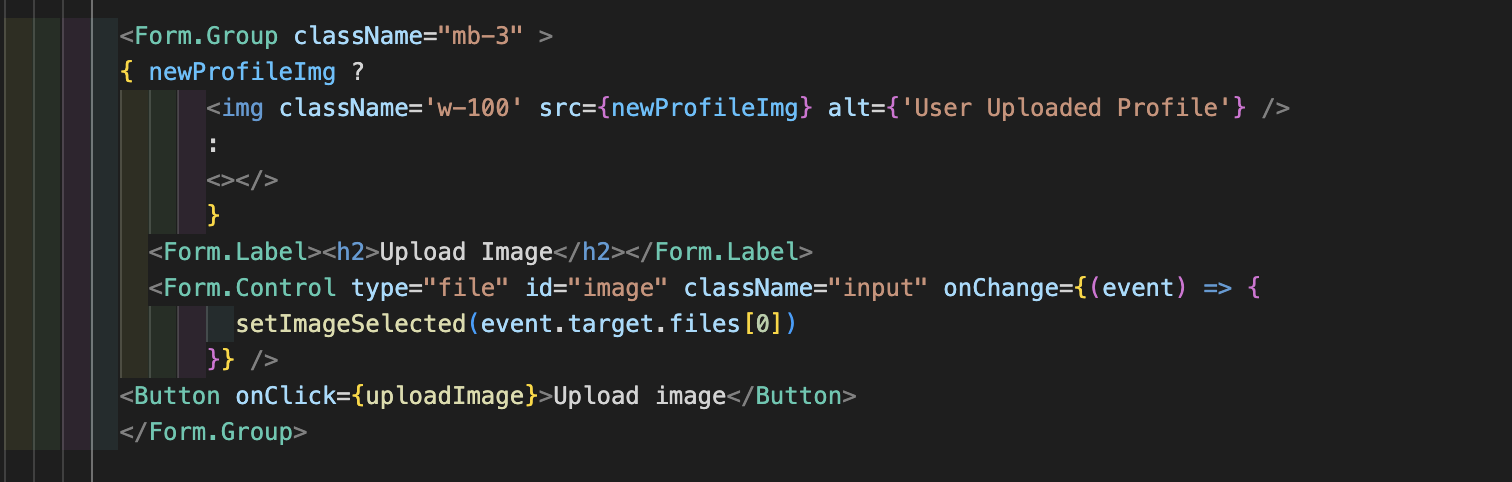 <Form.Group className="mb-3" >
{ newProfileImg ?
<img className='w-100' src={newProfileImg} alt={'User Uploaded Profile'} />
:
<></>
}
<Form.Label><h2>Upload Image</h2></Form.Label>
<Form.Control type="file" id="image" className="input" onChange={(event) => {
setImageSelected(event.target.files[0])
}} />
<Button onClick={uploadImage}>Upload image</Button>
</Form.Group>